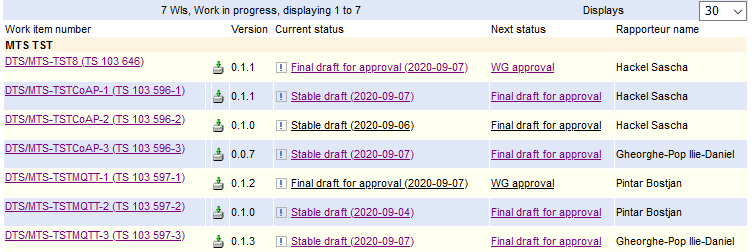 7 WIs, Work in progress, displaying 1 to 7 Displays 30
Work item number Version Current status Next status Rapporteur name
MTS TST
DTS/MTS-TST8 (TS 103 646) 0.1.1 Final draft for approval (2020-09-07) WG approval Hackel Sascha
DTS/MTS-TSTCoAP-1 (TS 103 596-1) 0.1.1 Stable draft (2020-09-07) Final draft for approval Hackel Sascha
DTS/MTS-TSTCoAP-2 (TS 103 596-2) 0.1.0 Stable draft (2020-09-06) Final draft for approval Hackel Sascha
DTS/MTS-TSTCoAP-3 (TS 103 596-3) 0.0.7 Stable draft (2020-09-07) Final draft for approval Gheorghe-Pop Ilie-Daniel
DTS/MTS-TSTMQTT-1 (TS 103 597-1) 0.1.2 Final draft for approval (2020-09-07) WG approval Pintar Bostjan
DTS/MTS-TSTMQTT-2 (TS 103 597-2) 0.1.0 Stable draft (2020-09-04) Final draft for approval Pintar Bostjan
DTS/MTS-TSTMQTT-3 (TS 103 597-3) 0.1.3 Stable draft (2020-09-07) Final draft for approval Gheorghe-Pop Ilie-Daniel